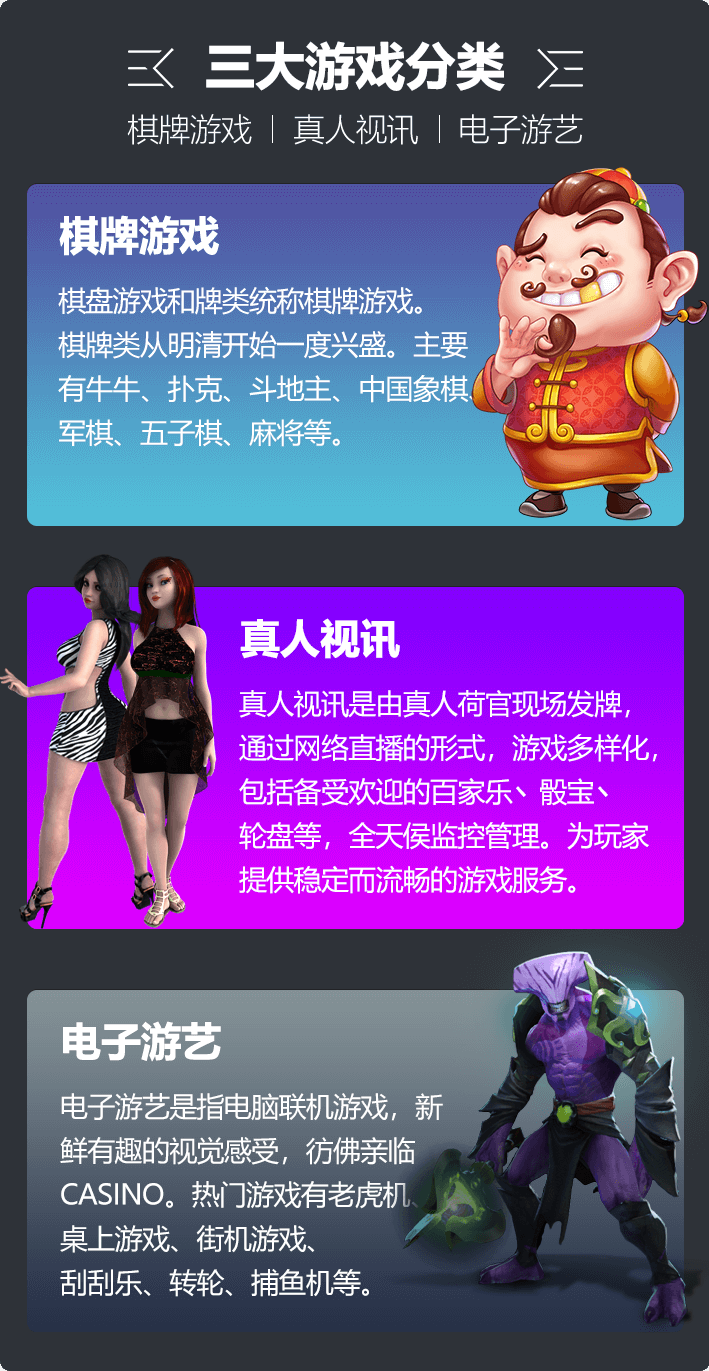 三大游戏分类
棋牌游戏 | 真人视讯 | 电子游艺
棋牌游戏
棋盘游戏和牌类统称棋牌游戏。
棋牌类从明清开始一度兴盛。主要
有牛牛、扑克、斗地主、中国象棋、
军棋、五子棋、麻将等。
真人视讯
真人视讯是由真人荷官现场发牌，
通过网络直播的形式，游戏多样化，
包括备受欢迎的百家乐、骰宝、
轮盘等，全天侯监控管理。为玩家
提供稳定而流畅的游戏服务。
电子游艺
电子游艺是指电脑联机游戏，新
鲜有趣的视觉感受，彷佛亲临
CASINO。热门游戏有老虎机、
桌上游戏、街机游戏、
刮刮乐、转轮、捕鱼机等。